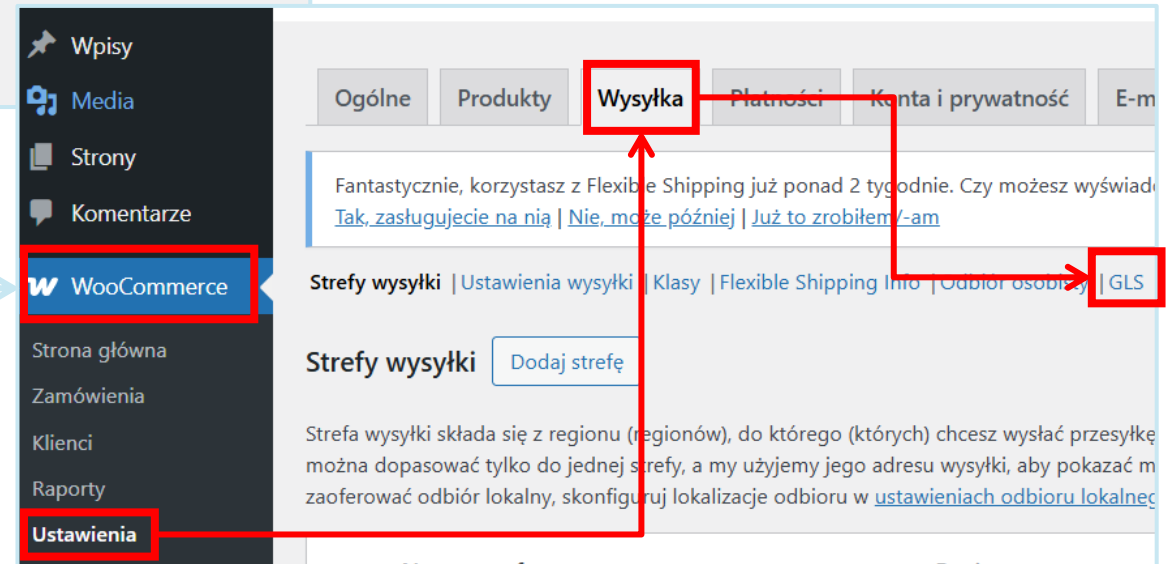 Wpisy
Media
Strony
Komentarze
WooCommerce
Strona główna
Zamówienia
Klienci
Raporty
Ustawienia
Ogólne Produkty Wysyłka Płatności Konta i prywatność E-m
Fantastycznie, korzystasz z Flexible Shipping już ponad 2 tygodnie. Czy możesz wyświad
Tak, zasługujecie na nią | Nie, może później | Już to zrobiłem/-am
Strefy wysyłki | Ustawienia wysyłki | Klasy | Flexible Shipping Info | Odbiór osobisty | GLS
Strefy wysyłki Dodaj strefę
Strefa wysyłki składa się z regionu (regionów), do którego (których) chcesz wysłać przesyłkę
można dopasować tylko do jednej strefy, a my użyjemy jego adresu wysyłki, aby pokazać m
zaoferować odbiór lokalny, skonfiguruj lokalizacje odbioru w ustawieniach odbioru lokalneg